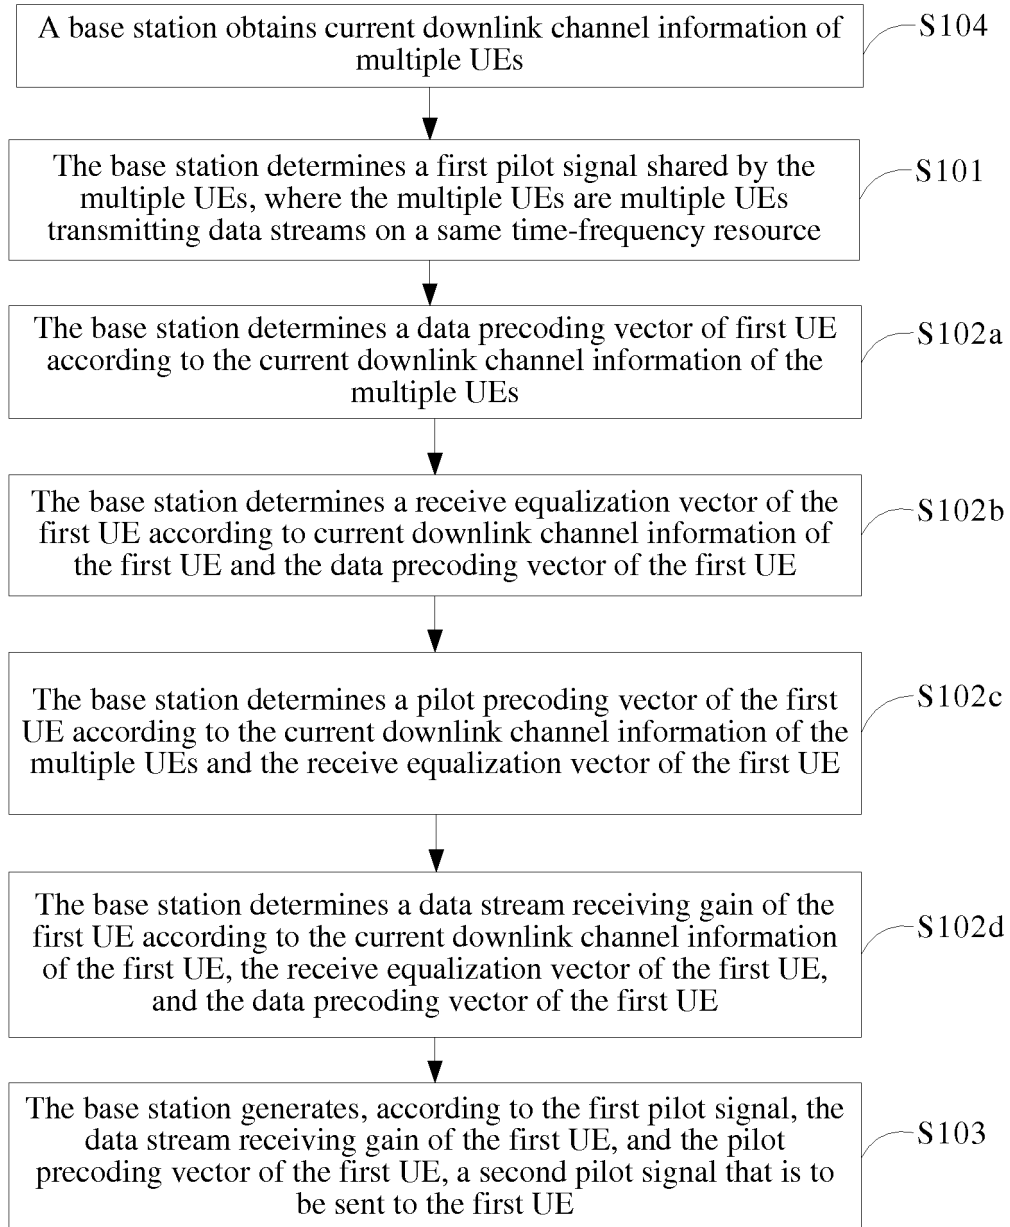 A base station obtains current downlink channel information of
multiple UEs
S104
The base station determines a first pilot signal shared by the
multiple UEs, where the multiple UEs are multiple UEs
transmitting data streams on a same time-frequency resource
S101
The base station determines a data precoding vector of first UE
according to the current downlink channel information of the
multiple UEs
S102a
The base station determines a receive equalization vector of the
first UE according to current downlink channel information of
the first UE and the data precoding vector of the first UE
S102b
The base station determines a pilot precoding vector of the first
UE according to the current downlink channel information of the
multiple UEs and the receive equalization vector of the first UE
S102c
The base station determines a data stream receiving gain of the
first UE according to the current downlink channel information
of the first UE, the receive equalization vector of the first UE,
and the data precoding vector of the first UE
S102d
The base station generates, according to the first pilot signal, the
data stream receiving gain of the first UE, and the pilot
precoding vector of the first UE, a second pilot signal that is to
be sent to the first UE
S103